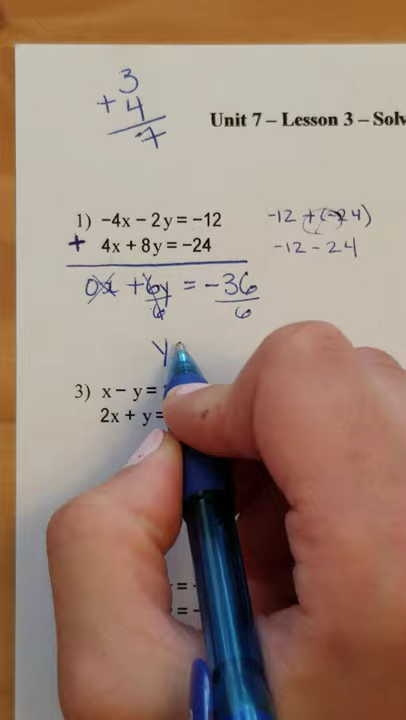 3
+ 4
7
Unit 7 – Lesson 3 – Solv
1) -4x – 2y = -12
-12 + (-24)
+ 4x + 8y = -24
-12 - 24
0x + 6y = -36
6 6
y
3) x – y =
2x + y =
=
= -